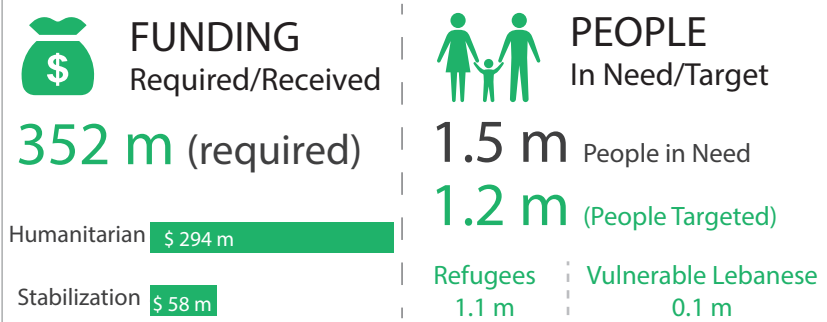 $
FUNDING
Required/Received
352 m (required)
Humanitarian $ 294 m
Stabilization $ 58 m
PEOPLE
In Need/Target
1.5 m People in Need
1.2 m (People Targeted)
Refugees
1.1 m
Vulnerable Lebanese
0.1 m